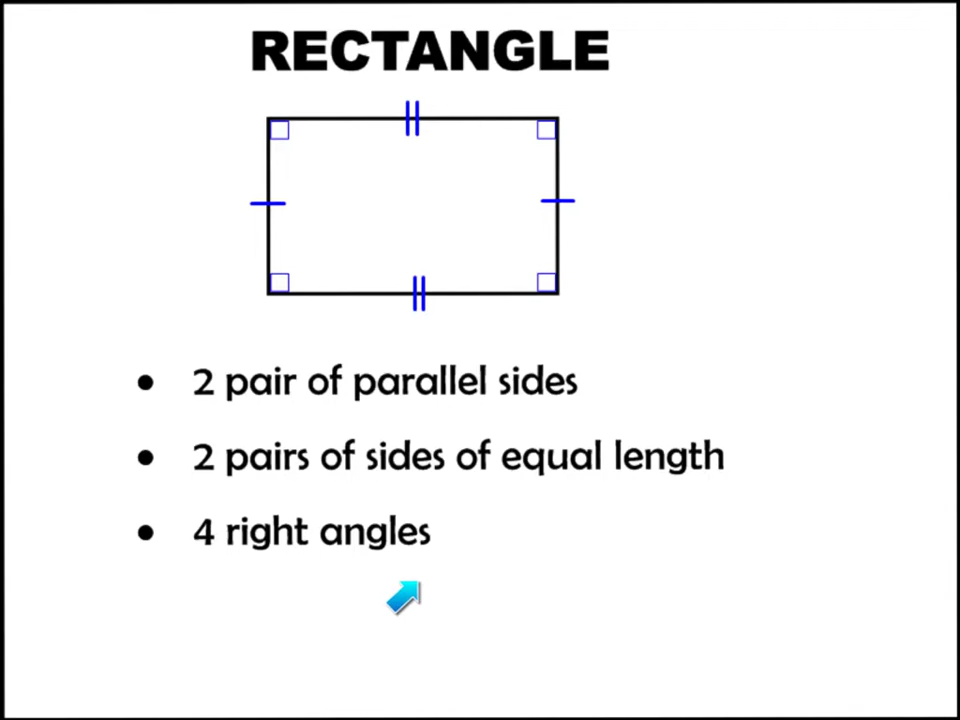 RECTANGLE
• 2 pair of parallel sides
• 2 pairs of sides of equal length
• 4 right angles